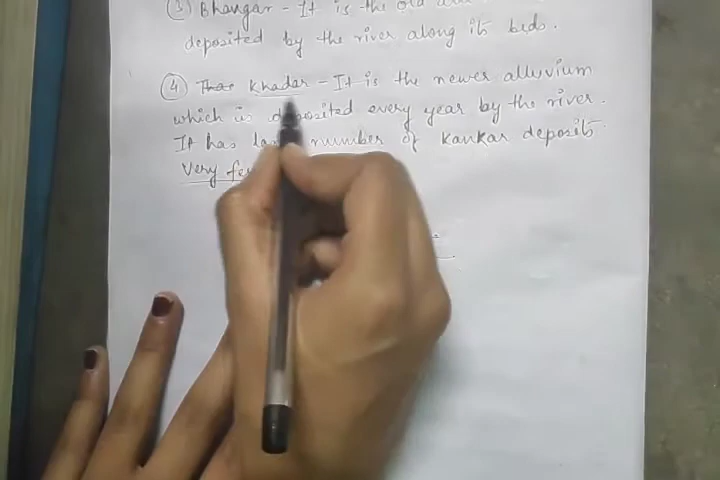 ③ Bhangar - It is the old
deposited by the river along its beds.
④ Khadar - It is the newer alluvium
which is deposited every year by the river.
It has number of Kankar deposits
very